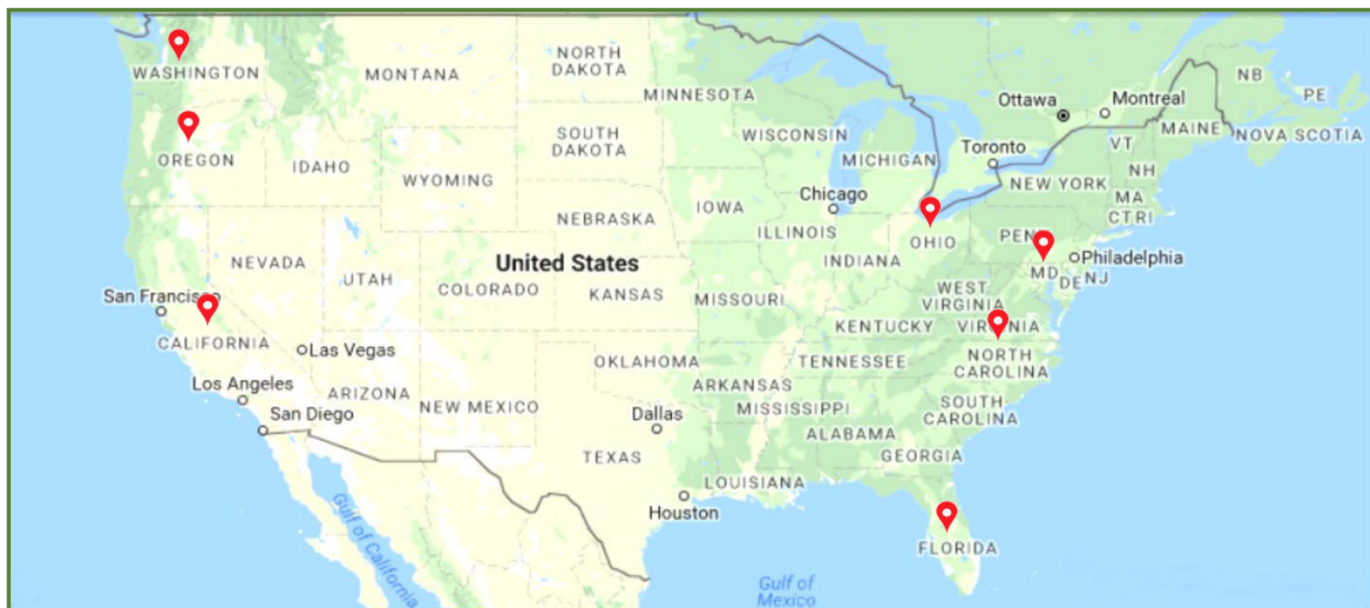 WASHINGTON
MONTANA
NORTH
DAKOTA
MINNESOTA
NB
PE
Ottawa
Montreal
MAINE
NOVA SCOTIA
OREGON
IDAHO
SOUTH
DAKOTA
WISCONSIN
MICHIGAN
Toronto
VT
NH
WYOMING
NEW YORK
MA
CT RI
Chicago
IOWA
NEBRASKA
ILLINOIS
INDIANA
OHIO
PEN
Philadelphia
MD
DE
NJ
NEVADA
UTAH
COLORADO
United States
KANSAS
MISSOURI
WEST
VIRGINIA
KENTUCKY
VIRGINIA
San Francisco
CALIFORNIA
Las Vegas
Los Angeles
San Diego
ARIZONA
NEW MEXICO
OKLAHOMA
ARKANSAS
TENNESSEE
NORTH
CAROLINA
SOUTH
CAROLINA
MISSISSIPPI
ALABAMA
GEORGIA
Dallas
TEXAS
LOUISIANA
Houston
FLORIDA
Gulf of California
Gulf of
Mexico